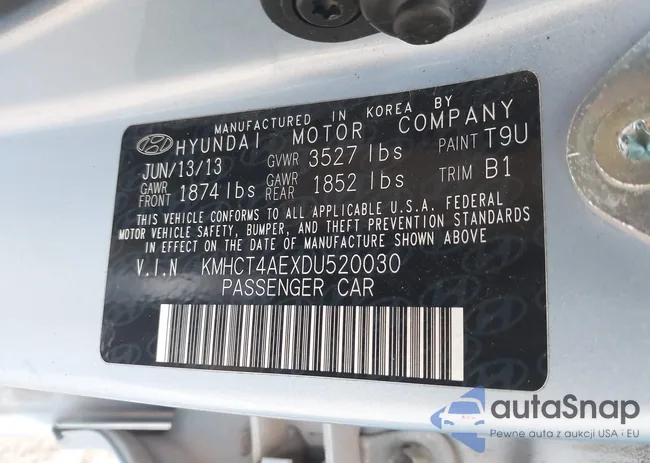 MANUFACTURED IN KOREA BY
HYUNDAI MOTOR COMPANY
JUN/13/13 GVWR 3527 lbs PAINT T9U
GAWR FRONT 1874 lbs GAWR REAR 1852 lbs TRIM B1
THIS VEHICLE CONFORMS TO ALL APPLICABLE U.S.A. FEDERAL
MOTOR VEHICLE SAFETY, BUMPER, AND THEFT PREVENTION STANDARDS
IN EFFECT ON THE DATE OF MANUFACTURE SHOWN ABOVE
V.I.N KMHCT4AEXDU520030
PASSENGER CAR
autaSnap
Pewne auta z aukcji USA i EU